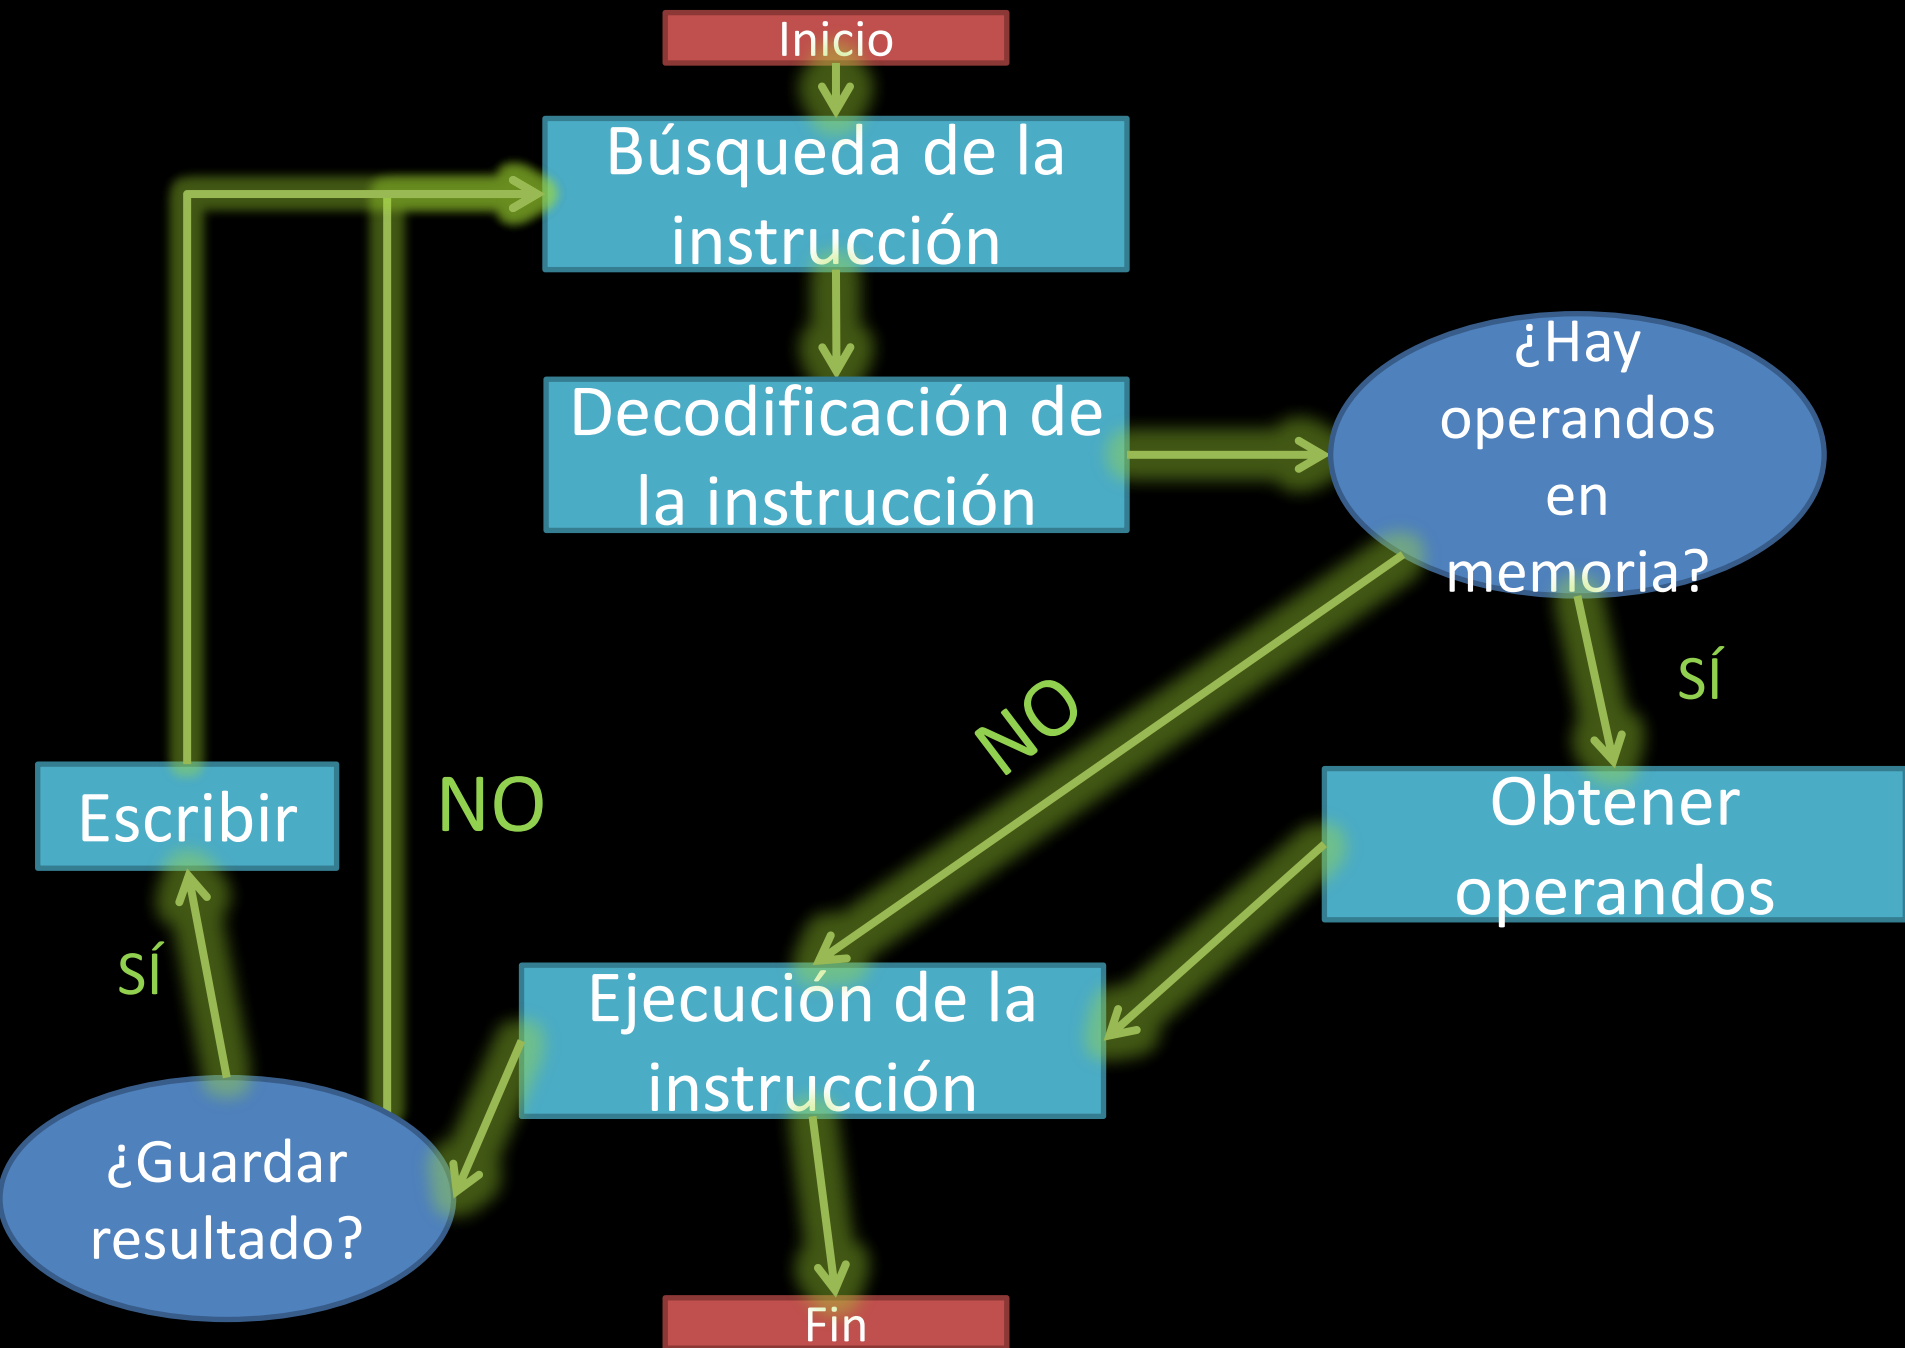 Inicio
Búsqueda de la
instrucción
Decodificación de
la instrucción
¿Hay
operandos
en
memoria?
SÍ
NO
Obtener
operandos
Escribir
NO
SÍ
Ejecución de la
instrucción
¿Guardar
resultado?
Fin